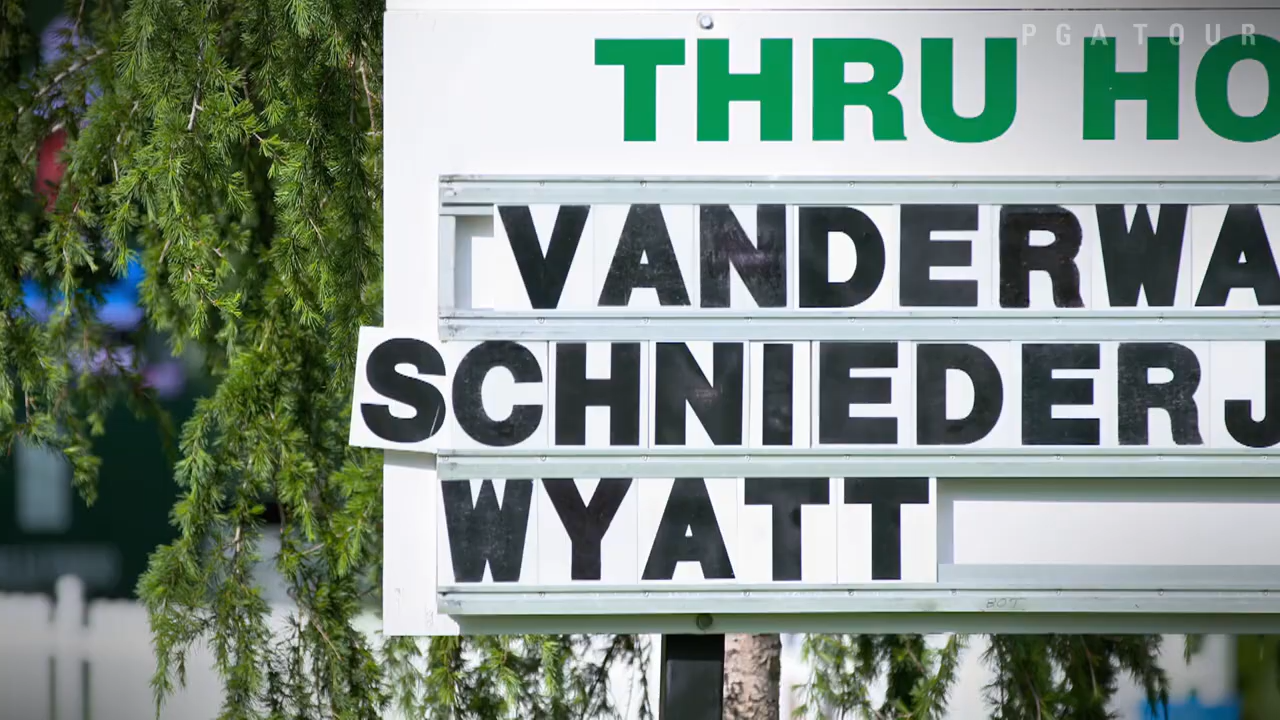 PGATOUR
THRU HO
VANDERWA
SCHNIEDERJ
WYATT